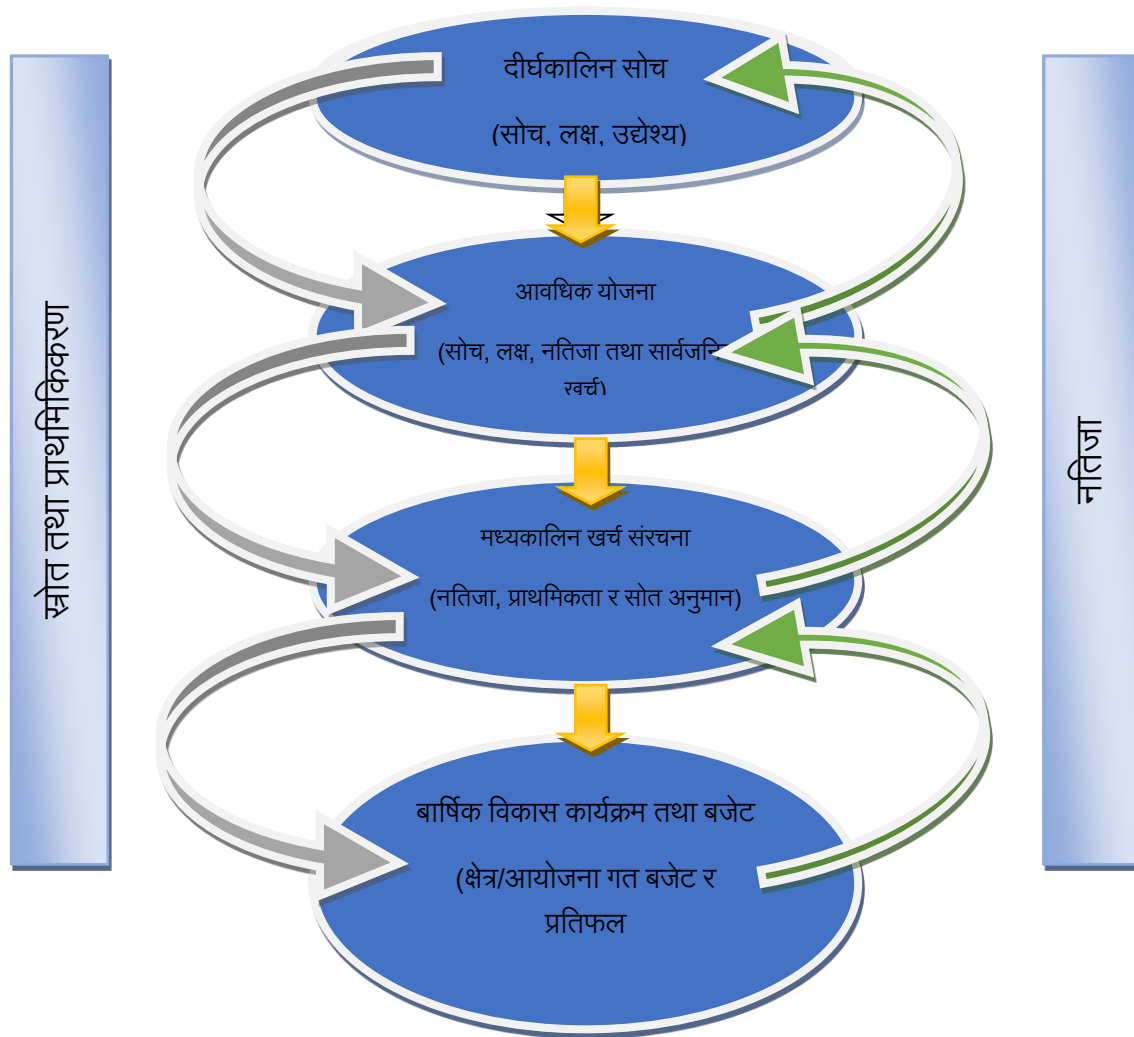 दीर्घकालिन सोच
(सोच, लक्ष, उद्येश्य)
आवधिक योजना
(सोच, लक्ष, नतिजा तथा सार्वजनि
खर्च)
मध्यकालिन खर्च संरचना
(नतिजा, प्राथमिकता र सोत अनुमान)
बार्षिक विकास कार्यक्रम तथा बजेट
(क्षेत्र/आयोजना गत बजेट र
प्रतिफल
स्रोत तथा प्राथमिकिकरण
नतिजा